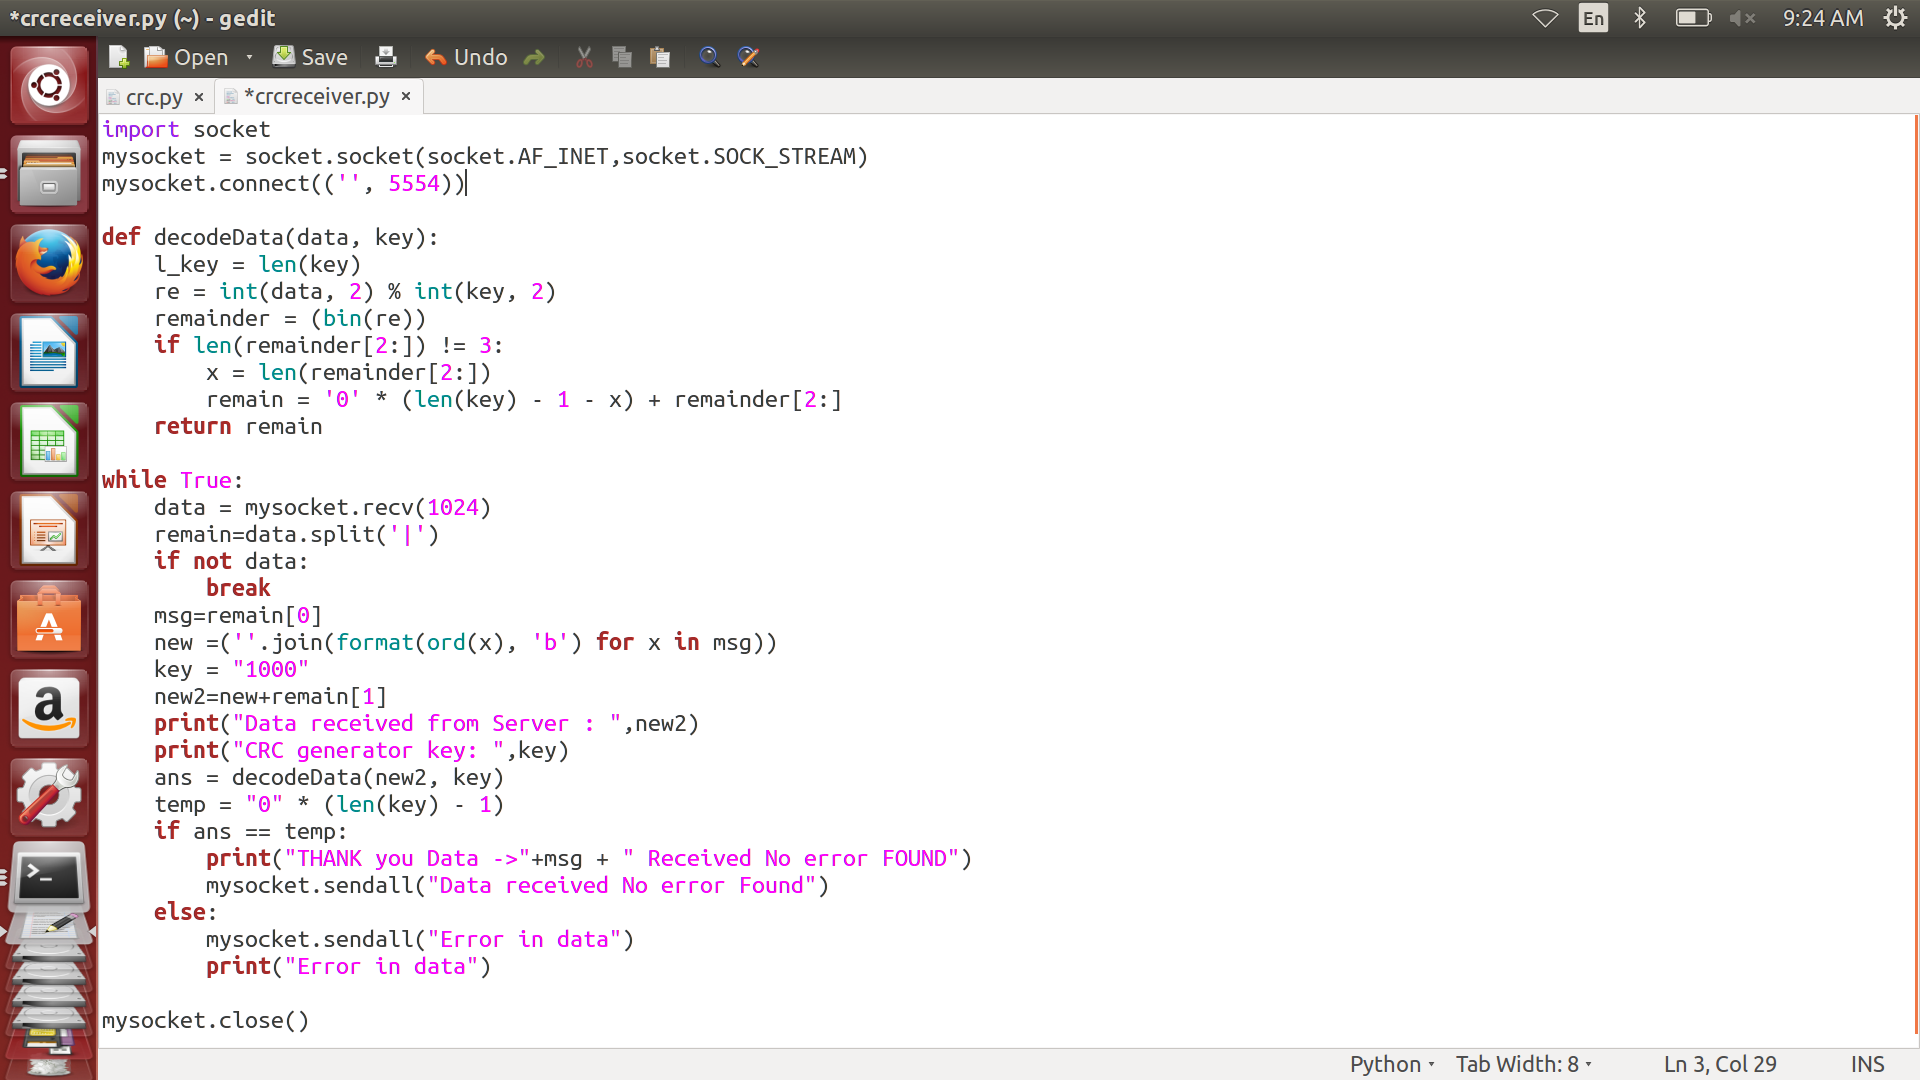 *crcreceiver.py (~) - gedit
En
9:24 AM
Open
Save
Undo
crc.py ×
*crcreceiver.py ×
import socket
mysocket = socket.socket(socket.AF_INET,socket.SOCK_STREAM)
mysocket.connect(('', 5554))

def decodeData(data, key):
    l_key = len(key)
    re = int(data, 2) % int(key, 2)
    remainder = (bin(re))
    if len(remainder[2:]) != 3:
        x = len(remainder[2:])
        remain = '0' * (len(key) - 1 - x) + remainder[2:]
    return remain

while True:
    data = mysocket.recv(1024)
    remain=data.split('|')
    if not data:
        break
    msg=remain[0]
    new =(''.join(format(ord(x), 'b') for x in msg))
    key = "1000"
    new2=new+remain[1]
    print("Data received from Server : ",new2)
    print("CRC generator key: ",key)
    ans = decodeData(new2, key)
    temp = "0" * (len(key) - 1)
    if ans == temp:
        print("THANK you Data ->"+msg + " Received No error FOUND")
        mysocket.sendall("Data received No error Found")
    else:
        mysocket.sendall("Error in data")
        print("Error in data")

mysocket.close()
Python
Tab Width: 8
Ln 3, Col 29
INS